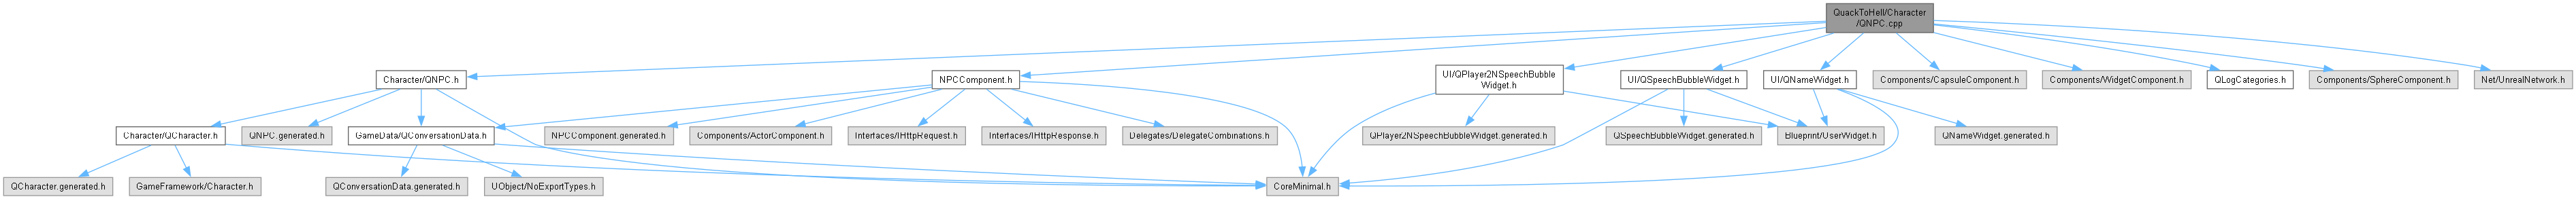 QuackToHell/Character
/QNPC.cpp
Character/QNPC.h
NPCComponent.h
UI/QPlayer2NSpeechBubble
Widget.h
UI/QSpeechBubbleWidget.h
UI/QNameWidget.h
Components/CapsuleComponent.h
Components/WidgetComponent.h
QLogCategories.h
Components/SphereComponent.h
Net/UnrealNetwork.h
Character/QCharacter.h
QNPC.generated.h
GameData/QConversationData.h
NPCComponent.generated.h
Components/ActorComponent.h
Interfaces/IHttpRequest.h
Interfaces/IHttpResponse.h
Delegates/DelegateCombinations.h
QPlayer2NSpeechBubbleWidget.generated.h
QSpeechBubbleWidget.generated.h
Blueprint/UserWidget.h
QNameWidget.generated.h
QCharacter.generated.h
GameFramework/Character.h
QConversationData.generated.h
UObject/NoExportTypes.h
CoreMinimal.h